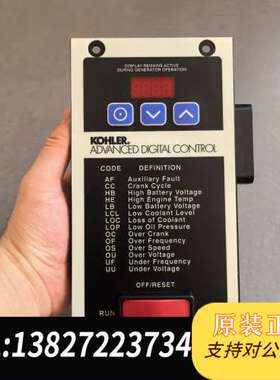 DISPLAY REMAINS ACTIVE
DURING GENERATOR OPERATION
KOHLER.
ADVANCED DIGITAL CONTROL
CODE DEFINITION
AF Auxiliary Fault
CC Crank Cycle
HB High Battery Voltage
HE High Engine Temp
LB Low Battery Voltage
LCL Low Coolant Level
LOC Loss of Coolant
LOP Low Oil Pressure
OC Over Crank
OF Over Frequency
OS Over Speed
OU Over Voltage
UF Under Frequency
UU Under Voltage
OFF/RESET
RUN
原装正
:13827223734
支持对公